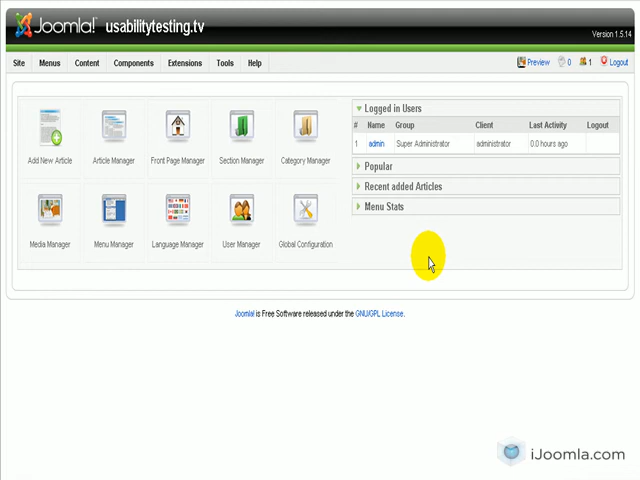 Joomla! usabilitytesting.tv
Version 1.5.14
Site Menus Content Components Extensions Tools Help Preview 0 1 Logout
Add New Article Article Manager Front Page Manager Section Manager Category Manager
Media Manager Menu Manager Language Manager User Manager Global Configuration
Logged in Users
# Name Group Client Last Activity Logout
1 admin Super Administrator administrator 0.0 hours ago
Popular
Recent added Articles
Menu Stats
Joomla! is Free Software released under the GNU/GPL License.
iJoomla.com